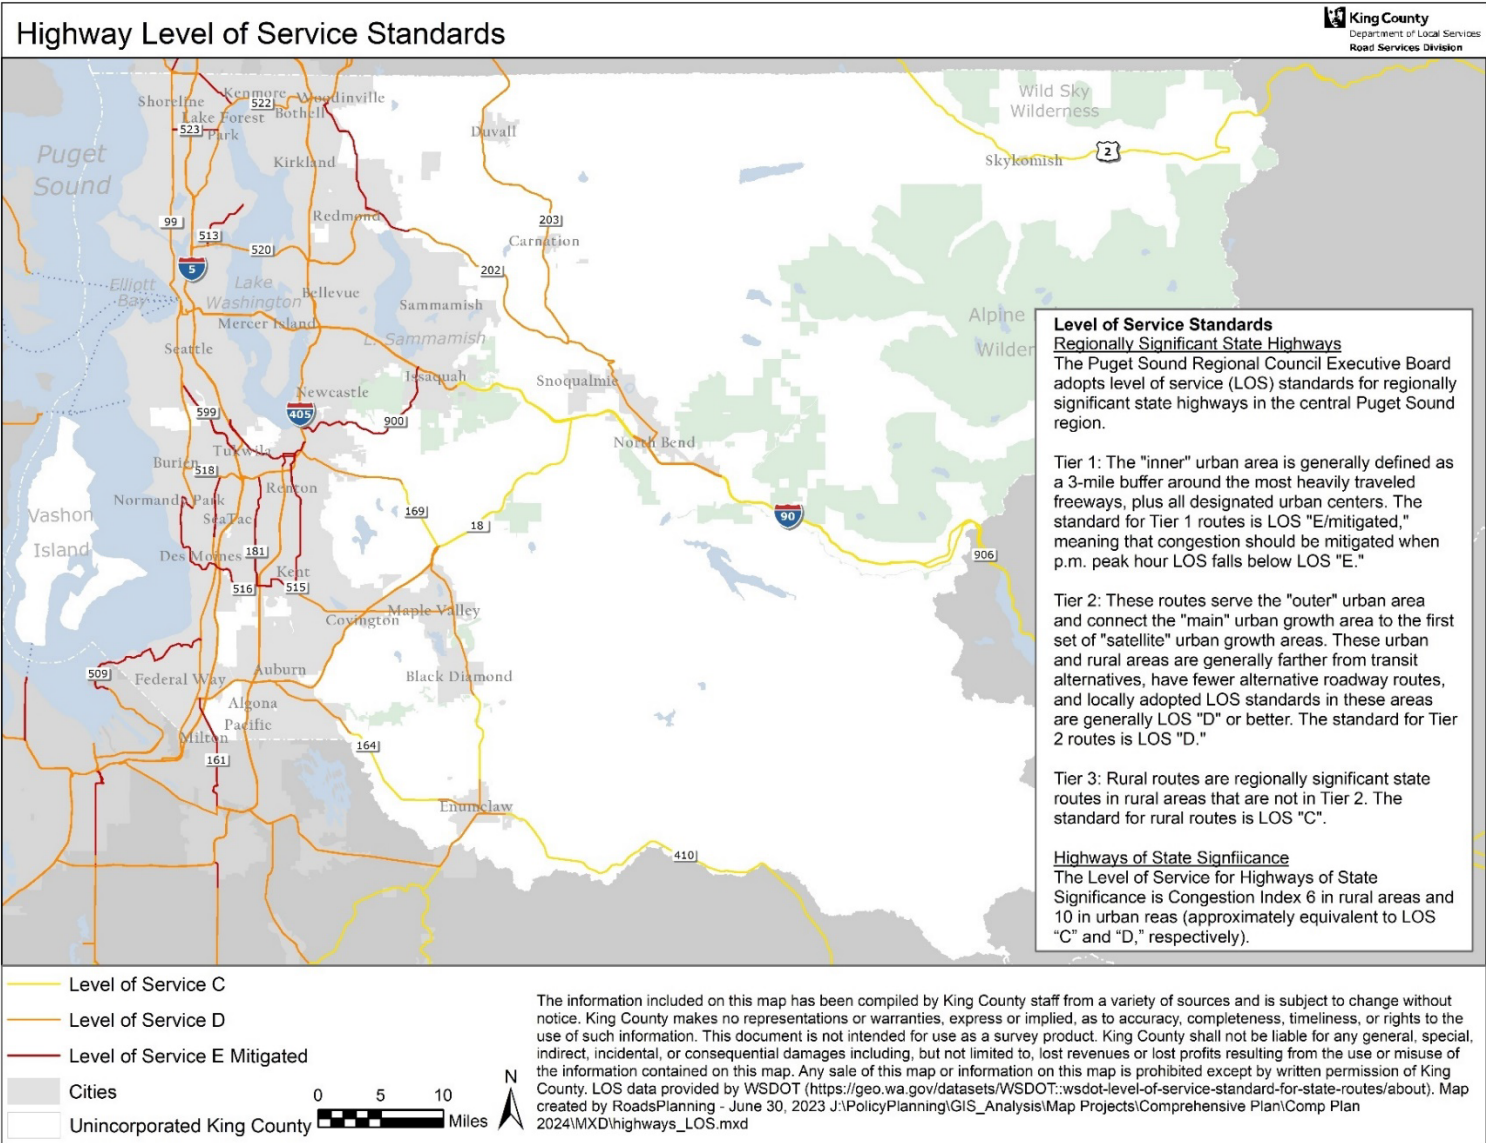 Highway Level of Service Standards
King County
Department of Local Services
Road Services Division
Shoreline
Kenmore
522
Woodinville
Bothell
Lake Forest
Park
523
Duvall
Wild Sky
Wilderness
Puget
Sound
Kirkland
Skykomish
2
99
513
Redmond
203
Carnation
520
5
202
Elliott
Bay
Lake
Washington
Bellevue
Sammamish
Mercer Island
L. Sammamish
Alpine
Wilder
Seattle
Issaquah
Snoqualmie
Newcastle
599
405
900
North Bend
Tukwila
Burien
518
Renton
Normandy Park
SeaTac
169
18
90
Vashon
Island
Des Moines
181
906
Kent
516
515
Covington
Maple Valley
509
Federal Way
Auburn
Black Diamond
Algona
Pacific
Milton
164
161
Enumclaw
410
Level of Service Standards
Regionally Significant State Highways
The Puget Sound Regional Council Executive Board
adopts level of service (LOS) standards for regionally
significant state highways in the central Puget Sound
region.
Tier 1: The "inner" urban area is generally defined as
a 3-mile buffer around the most heavily traveled
freeways, plus all designated urban centers. The
standard for Tier 1 routes is LOS "E/mitigated,"
meaning that congestion should be mitigated when
p.m. peak hour LOS falls below LOS "E."
Tier 2: These routes serve the "outer" urban area
and connect the "main" urban growth area to the first
set of "satellite" urban growth areas. These urban
and rural areas are generally farther from transit
alternatives, have fewer alternative roadway routes,
and locally adopted LOS standards in these areas
are generally LOS "D" or better. The standard for Tier
2 routes is LOS "D."
Tier 3: Rural routes are regionally significant state
routes in rural areas that are not in Tier 2. The
standard for rural routes is LOS "C".
Highways of State Signfiicance
The Level of Service for Highways of State
Significance is Congestion Index 6 in rural areas and
10 in urban reas (approximately equivalent to LOS
“C” and “D,” respectively).
Level of Service C
Level of Service D
Level of Service E Mitigated
Cities
Unincorporated King County
0 5 10
Miles
N
The information included on this map has been compiled by King County staff from a variety of sources and is subject to change without
notice. King County makes no representations or warranties, express or implied, as to accuracy, completeness, timeliness, or rights to the
use of such information. This document is not intended for use as a survey product. King County shall not be liable for any general, special,
indirect, incidental, or consequential damages including, but not limited to, lost revenues or lost profits resulting from the use or misuse of
the information contained on this map. Any sale of this map or information on this map is prohibited except by written permission of King
County. LOS data provided by WSDOT (https://geo.wa.gov/datasets/WSDOT::wsdot-level-of-service-standard-for-state-routes/about). Map
created by RoadsPlanning - June 30, 2023 J:\PolicyPlanning\GIS_Analysis\Map Projects\Comprehensive Plan\Comp Plan
2024\MXD\highways_LOS.mxd